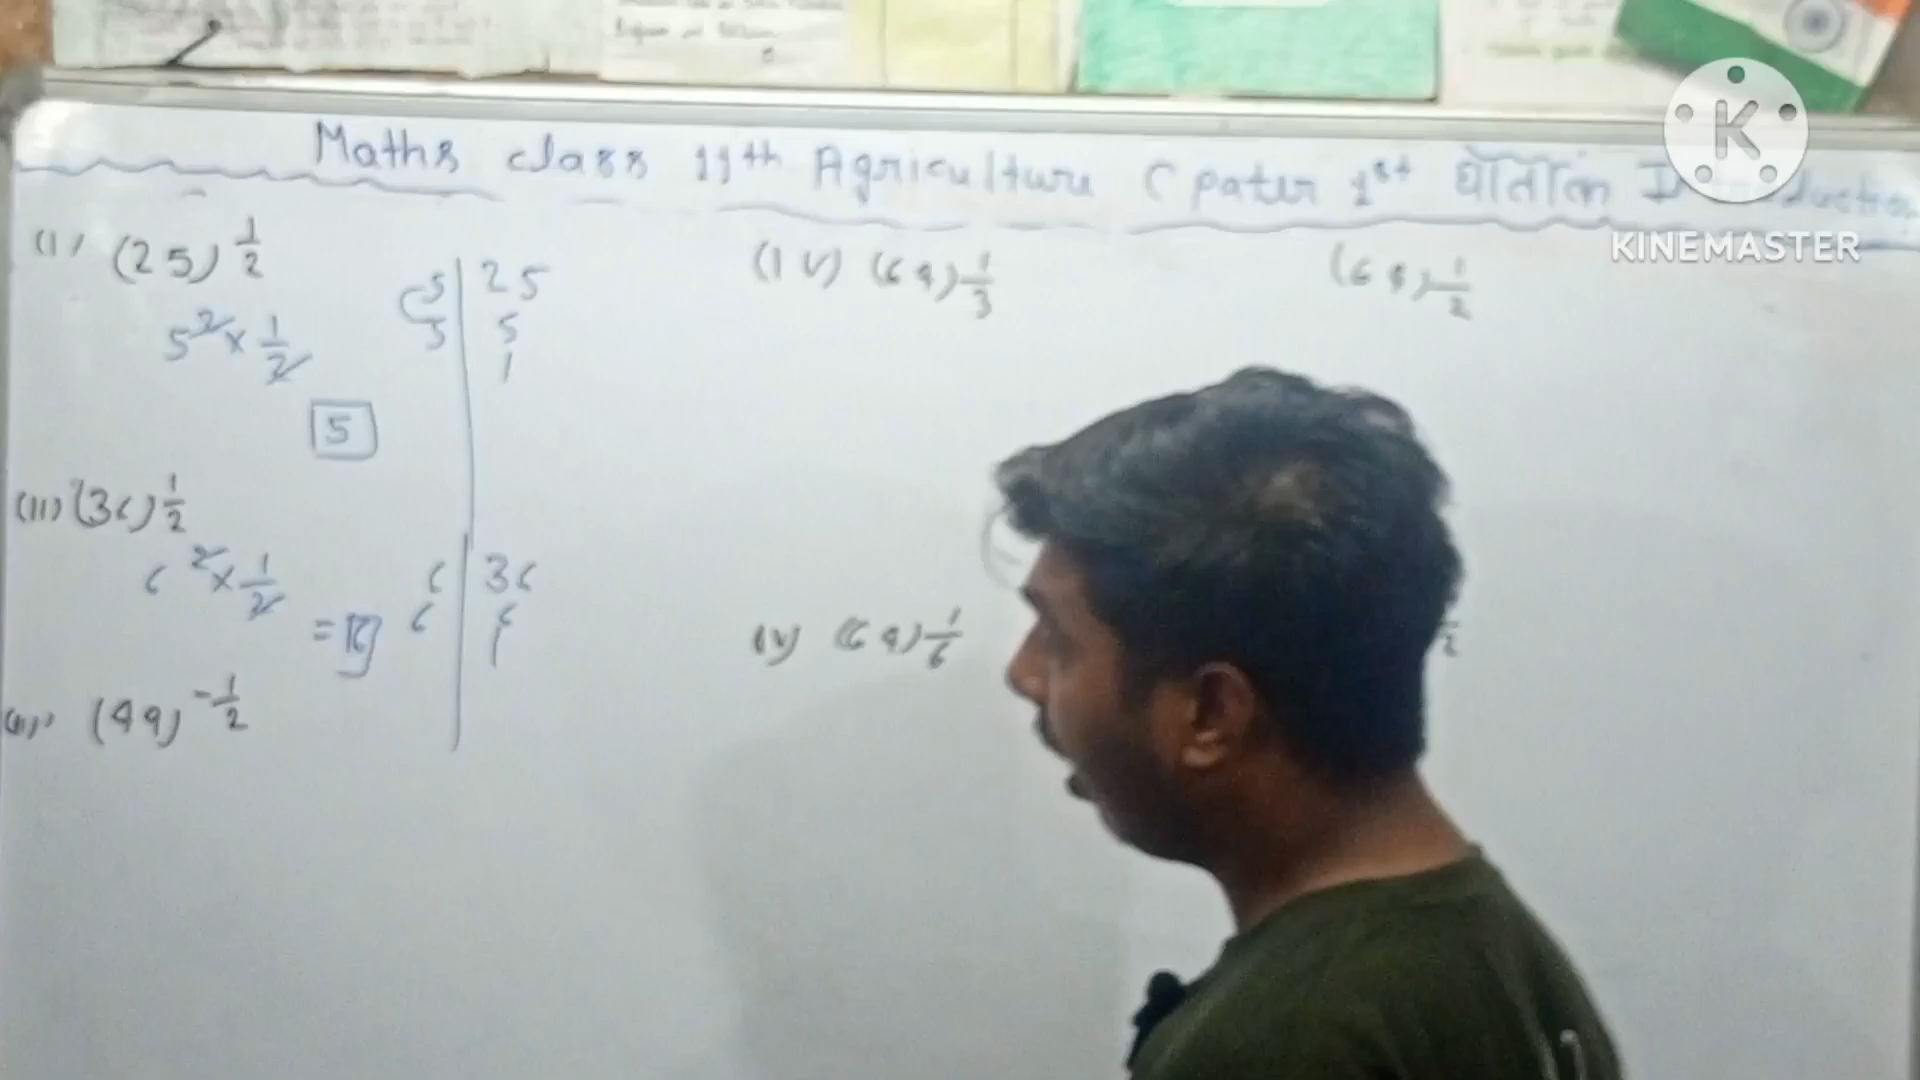 Maths class 11th Agriculture Cpater 1st घातांक
KINEMASTER
(i) (25) 1/2
5 2 x 1/2
5
5 | 25
5 | 5
1
(ii) (36) 1/2
6 2 x 1/2
= 6
6 | 36
6 | 6
1
(iii) (49) -1/2
(iv) (64) 1/3
(v) (64) 1/6
(64) 1/2